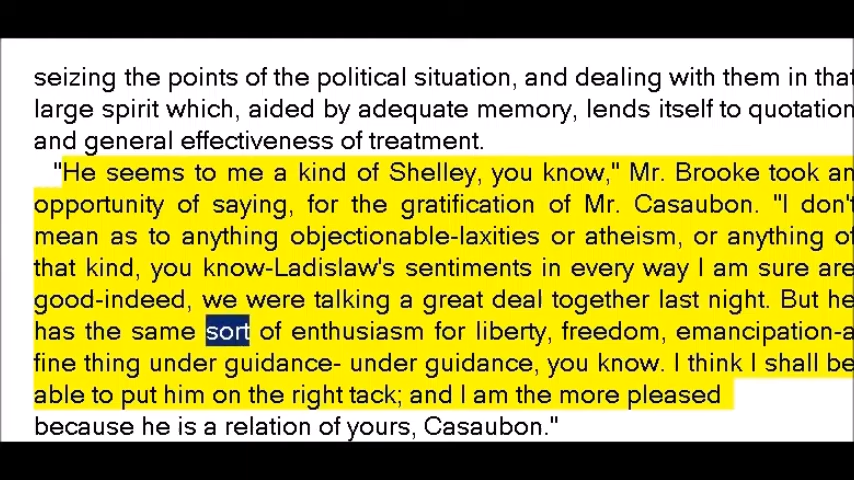 seizing the points of the political situation, and dealing with them in that
large spirit which, aided by adequate memory, lends itself to quotation
and general effectiveness of treatment.
"He seems to me a kind of Shelley, you know," Mr. Brooke took an
opportunity of saying, for the gratification of Mr. Casaubon. "I don't
mean as to anything objectionable-laxities or atheism, or anything of
that kind, you know-Ladislaw's sentiments in every way I am sure are
good-indeed, we were talking a great deal together last night. But he
has the same sort of enthusiasm for liberty, freedom, emancipation-a
fine thing under guidance- under guidance, you know. I think I shall be
able to put him on the right tack; and I am the more pleased
because he is a relation of yours, Casaubon."